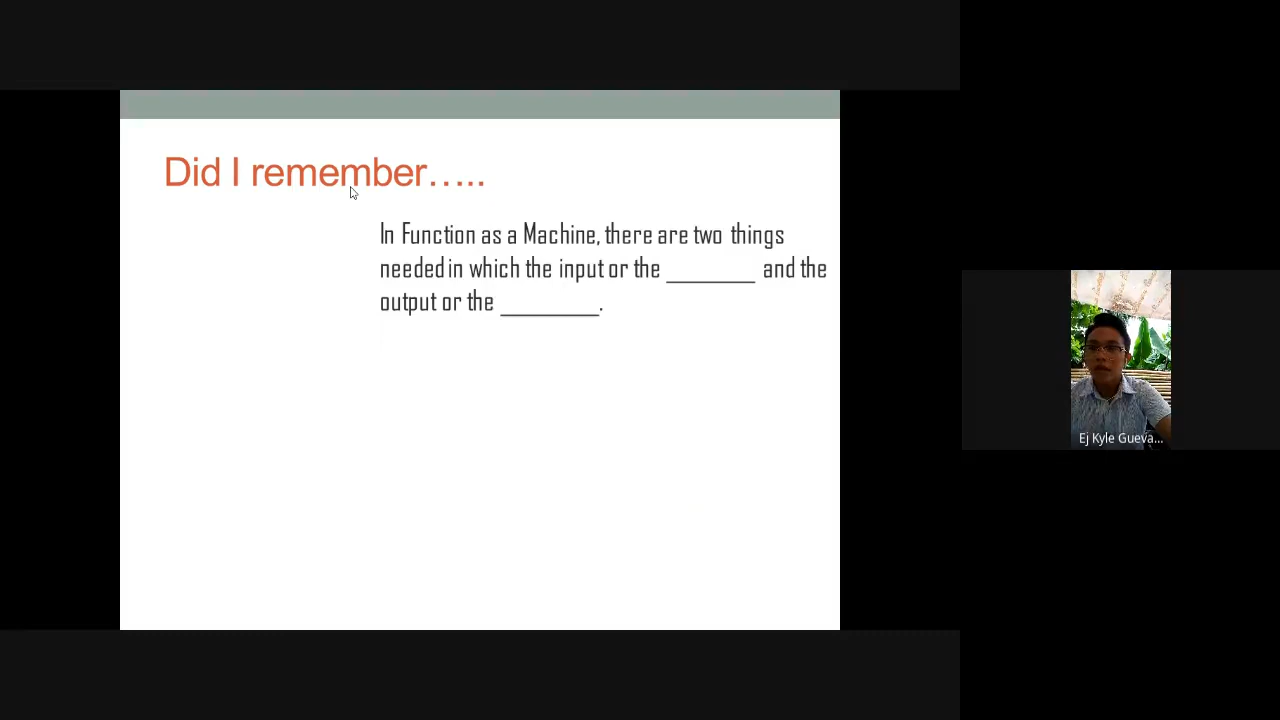 Did I remember…..
In Function as a Machine, there are two things
needed in which the input or the _________ and the
output or the __________.
Ej Kyle Gueva...